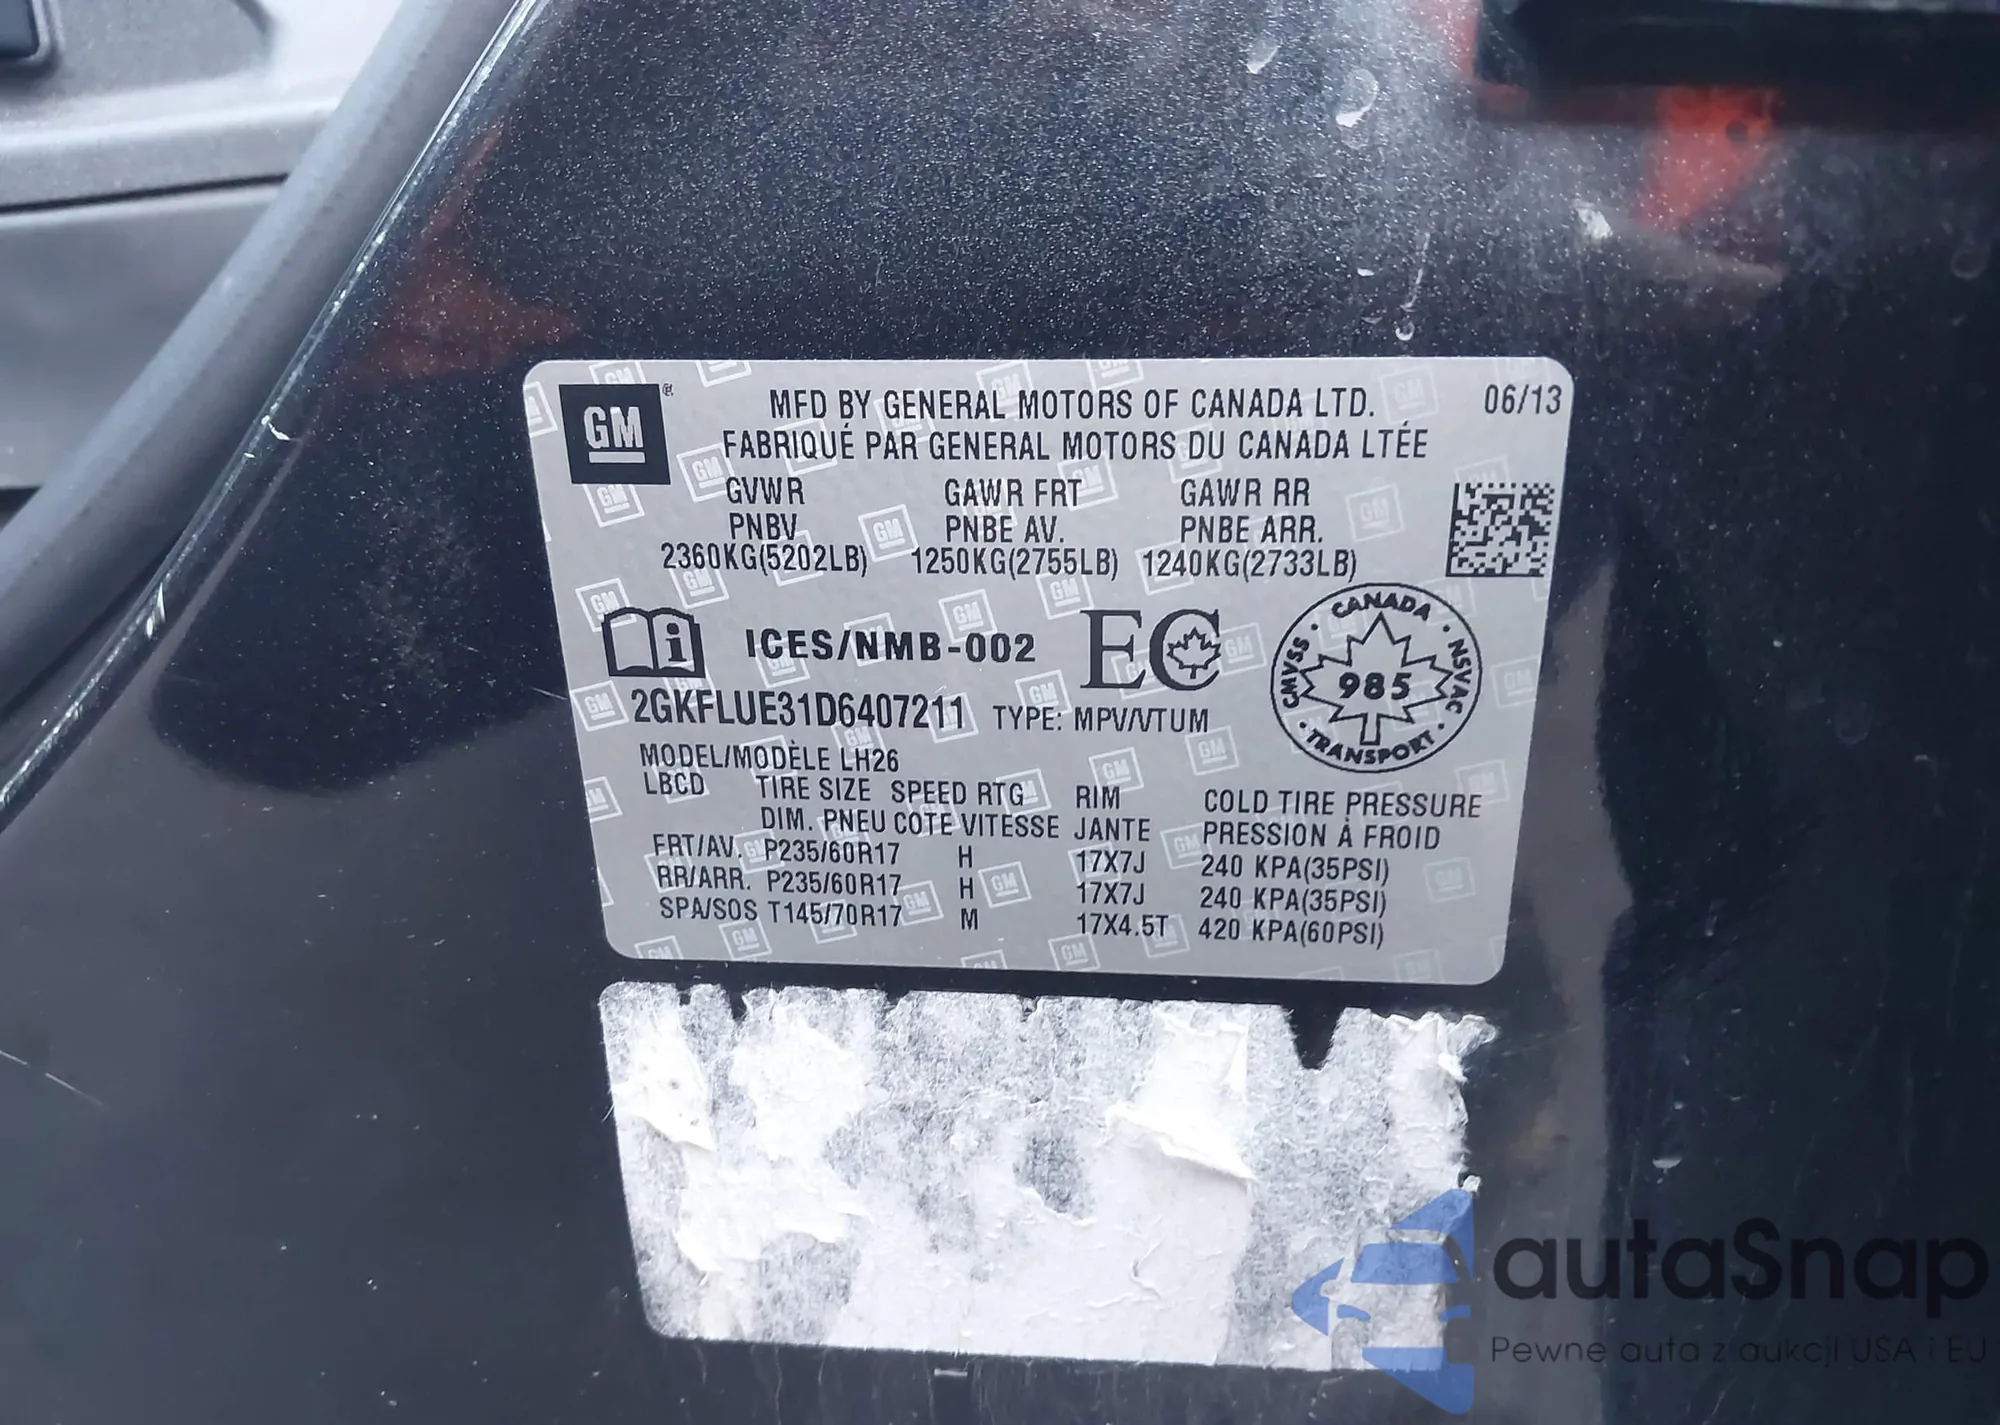 GM ®
MFD BY GENERAL MOTORS OF CANADA LTD. 06/13
FABRIQUÉ PAR GENERAL MOTORS DU CANADA LTÉE
GVWR GAWR FRT GAWR RR
PNBV PNBE AV. PNBE ARR.
2360KG(5202LB) 1250KG(2755LB) 1240KG(2733LB)
i ICES/NMB-002 EC
CANADA · NSVAC · TRANSPORT · CMVSS ·
985
2GKFLUE31D6407211 TYPE: MPV/VTUM
MODEL/MODÈLE LH26
LBCD TIRE SIZE SPEED RTG RIM COLD TIRE PRESSURE
DIM. PNEU COTE VITESSE JANTE PRESSION À FROID
FRT/AV. P235/60R17 H 17X7J 240 KPA(35PSI)
RR/ARR. P235/60R17 H 17X7J 240 KPA(35PSI)
SPA/SOS T145/70R17 M 17X4.5T 420 KPA(60PSI)
autaSnap
Pewne auta z aukcji USA i EU